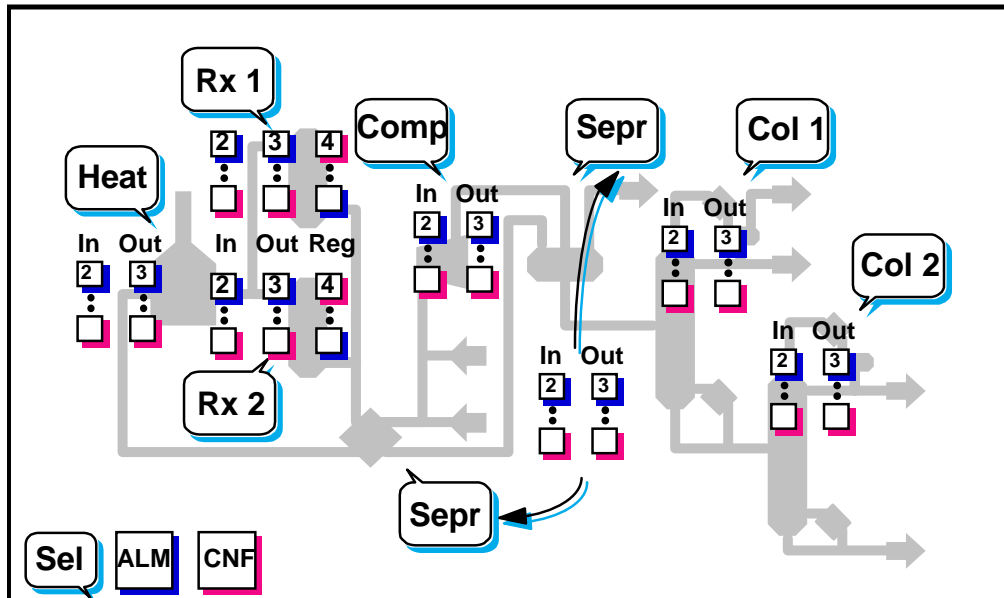 Rx 1
2 3 4
Heat
In Out
2 3
In Out Reg
2 3 4
Rx 2
Comp
In Out
2 3
Sepr
Col 1
In Out
2 3
Col 2
In Out
2 3
In Out
2 3
Sepr
Sel
ALM
CNF